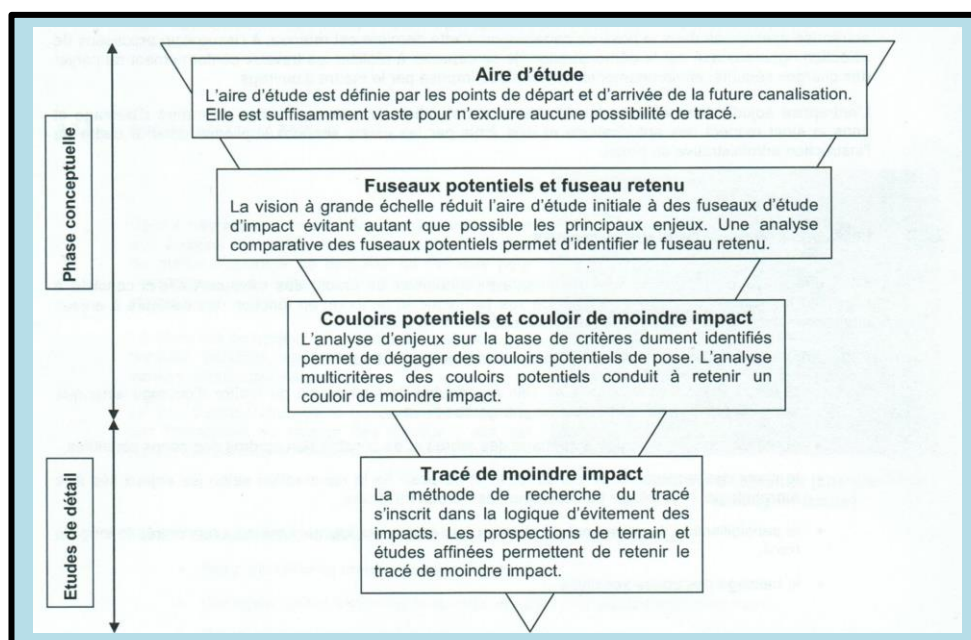 Phase conceptuelle
Etudes de détail
Aire d'étude
L'aire d'étude est définie par les points de départ et d'arrivée de la future canalisation.
Elle est suffisamment vaste pour n'exclure aucune possibilité de tracé.
Fuseaux potentiels et fuseau retenu
La vision à grande échelle réduit l'aire d'étude initiale à des fuseaux d'étude
d'impact évitant autant que possible les principaux enjeux. Une analyse
comparative des fuseaux potentiels permet d'identifier le fuseau retenu.
Couloirs potentiels et couloir de moindre impact
L'analyse d'enjeux sur la base de critères dument identifiés
permet de dégager des couloirs potentiels de pose. L'analyse
multicritères des couloirs potentiels conduit à retenir un
couloir de moindre impact.
Tracé de moindre impact
La méthode de recherche du tracé
s'inscrit dans la logique d'évitement des
impacts. Les prospections de terrain et
études affinées permettent de retenir le
tracé de moindre impact.